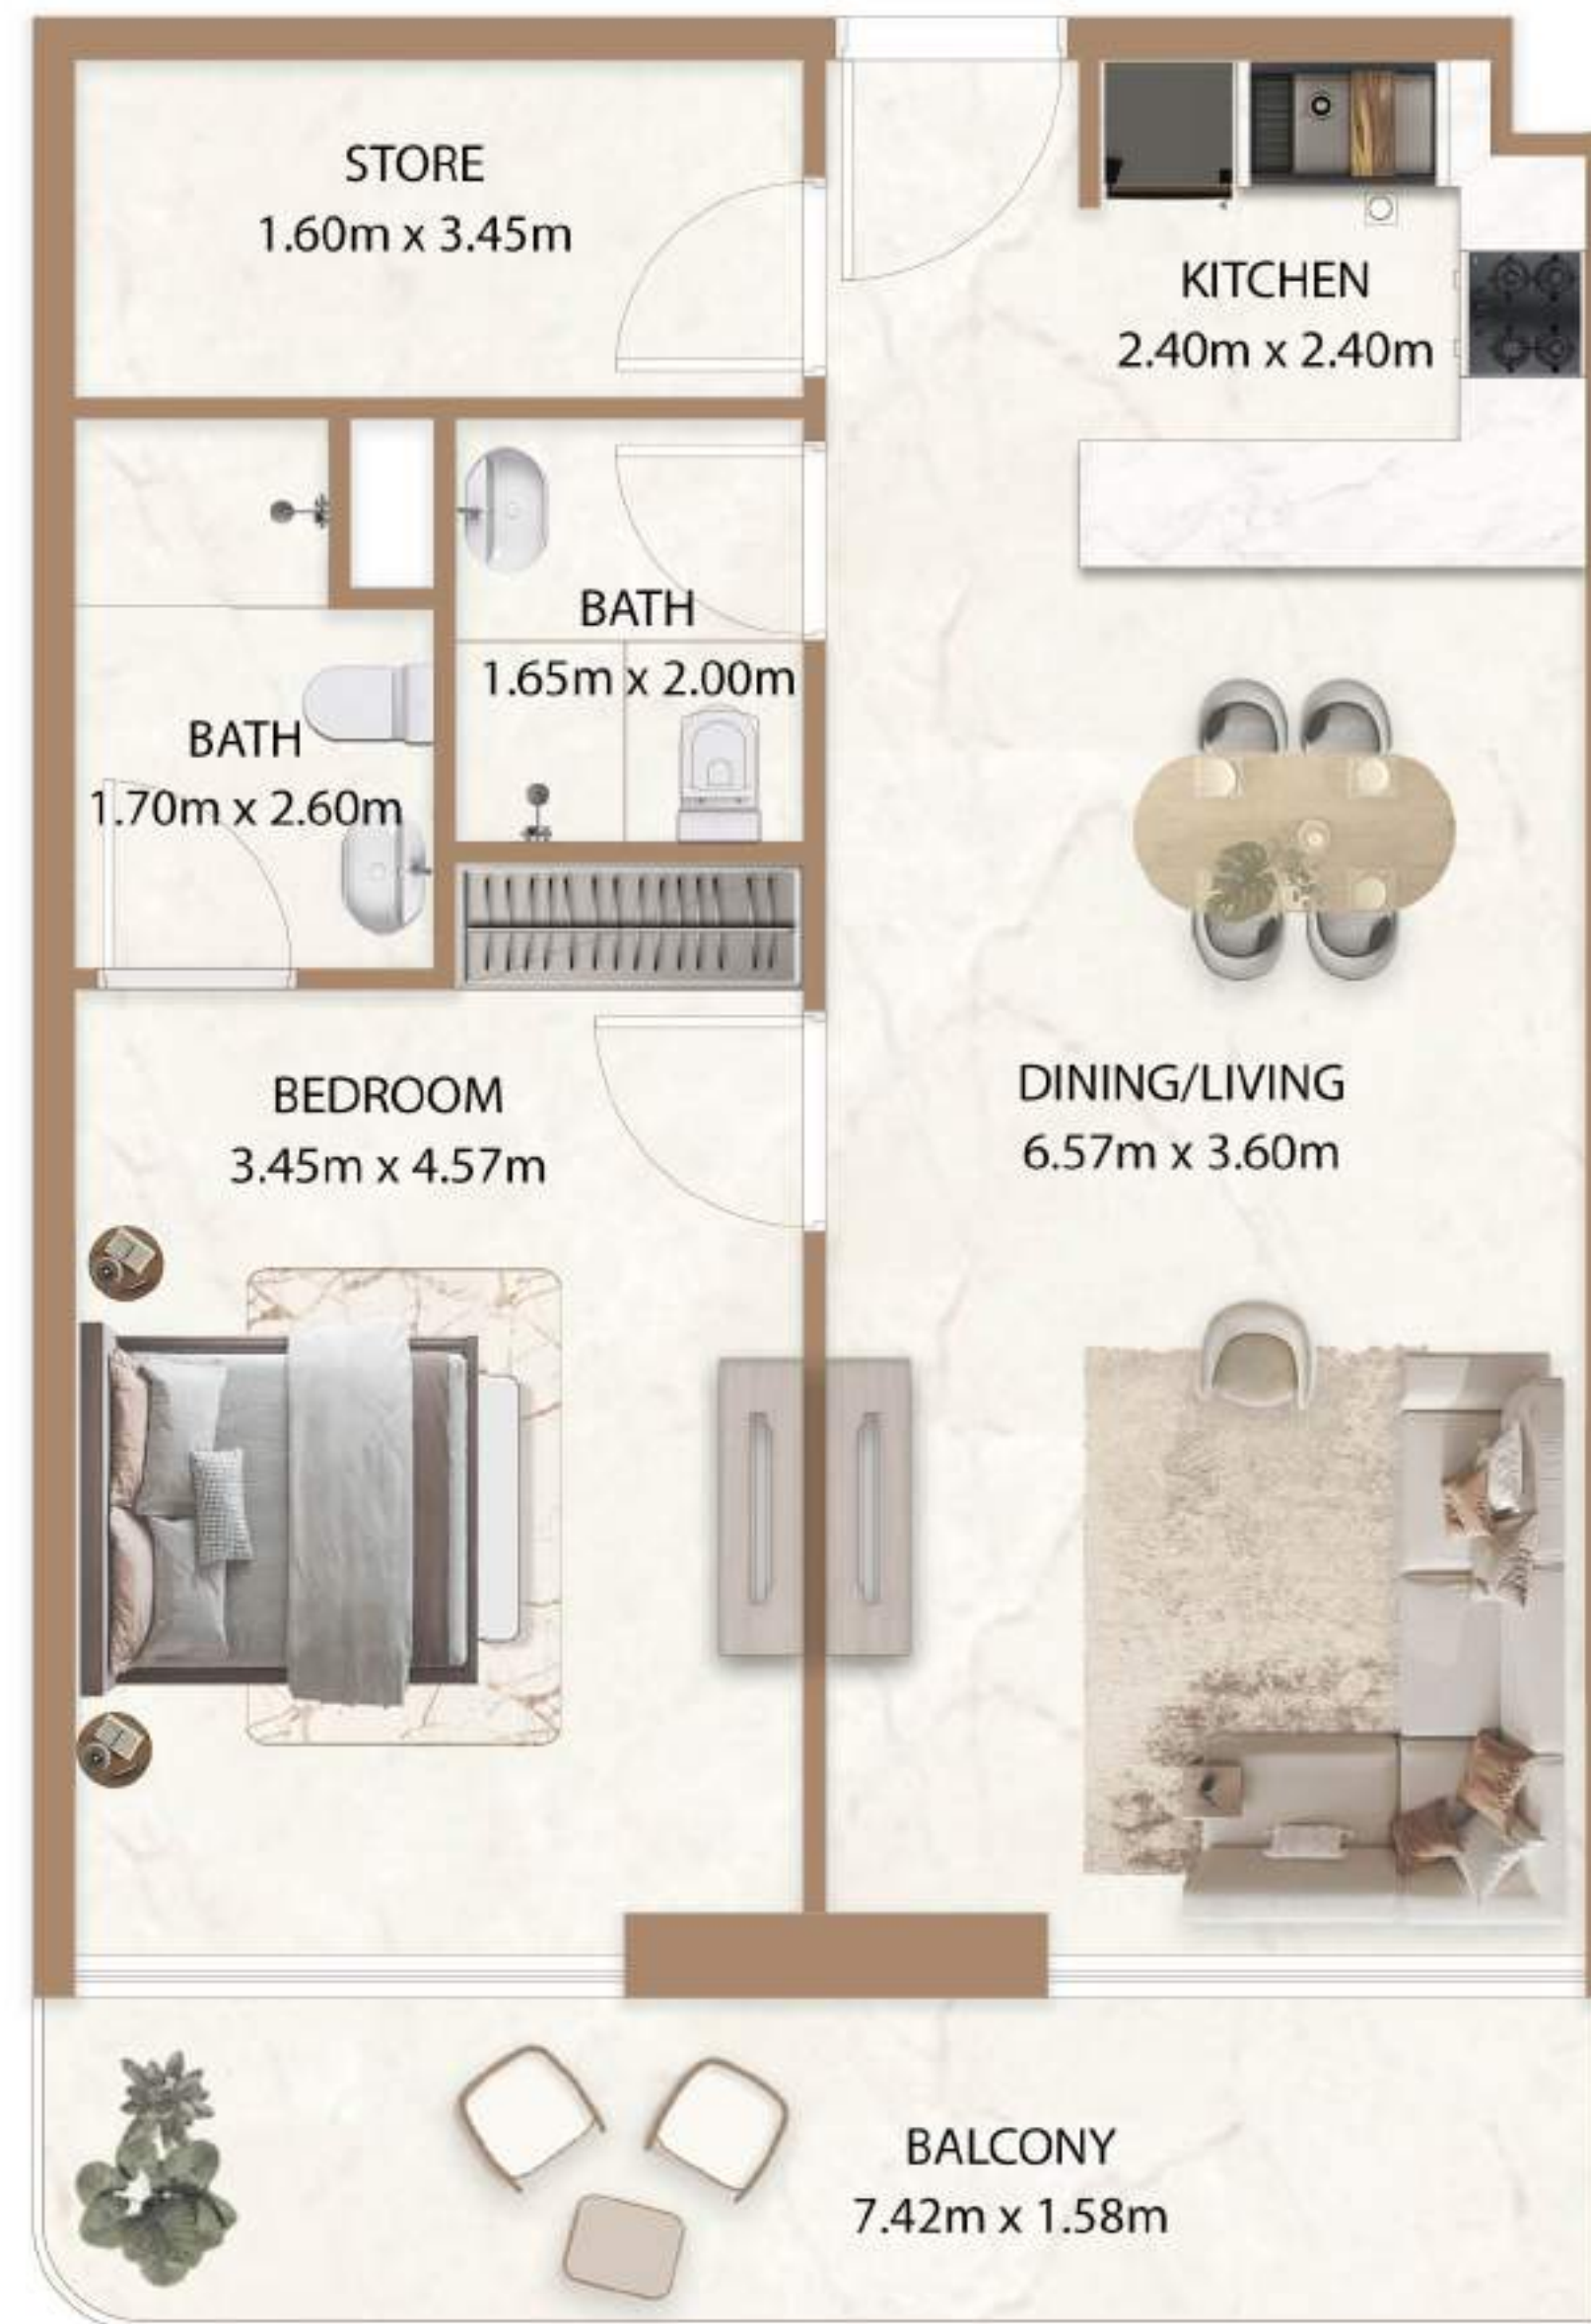 STORE
1.60m x 3.45m
KITCHEN
2.40m x 2.40m
BATH
1.65m x 2.00m
BATH
1.70m x 2.60m
BEDROOM
3.45m x 4.57m
DINING/LIVING
6.57m x 3.60m
BALCONY
7.42m x 1.58m